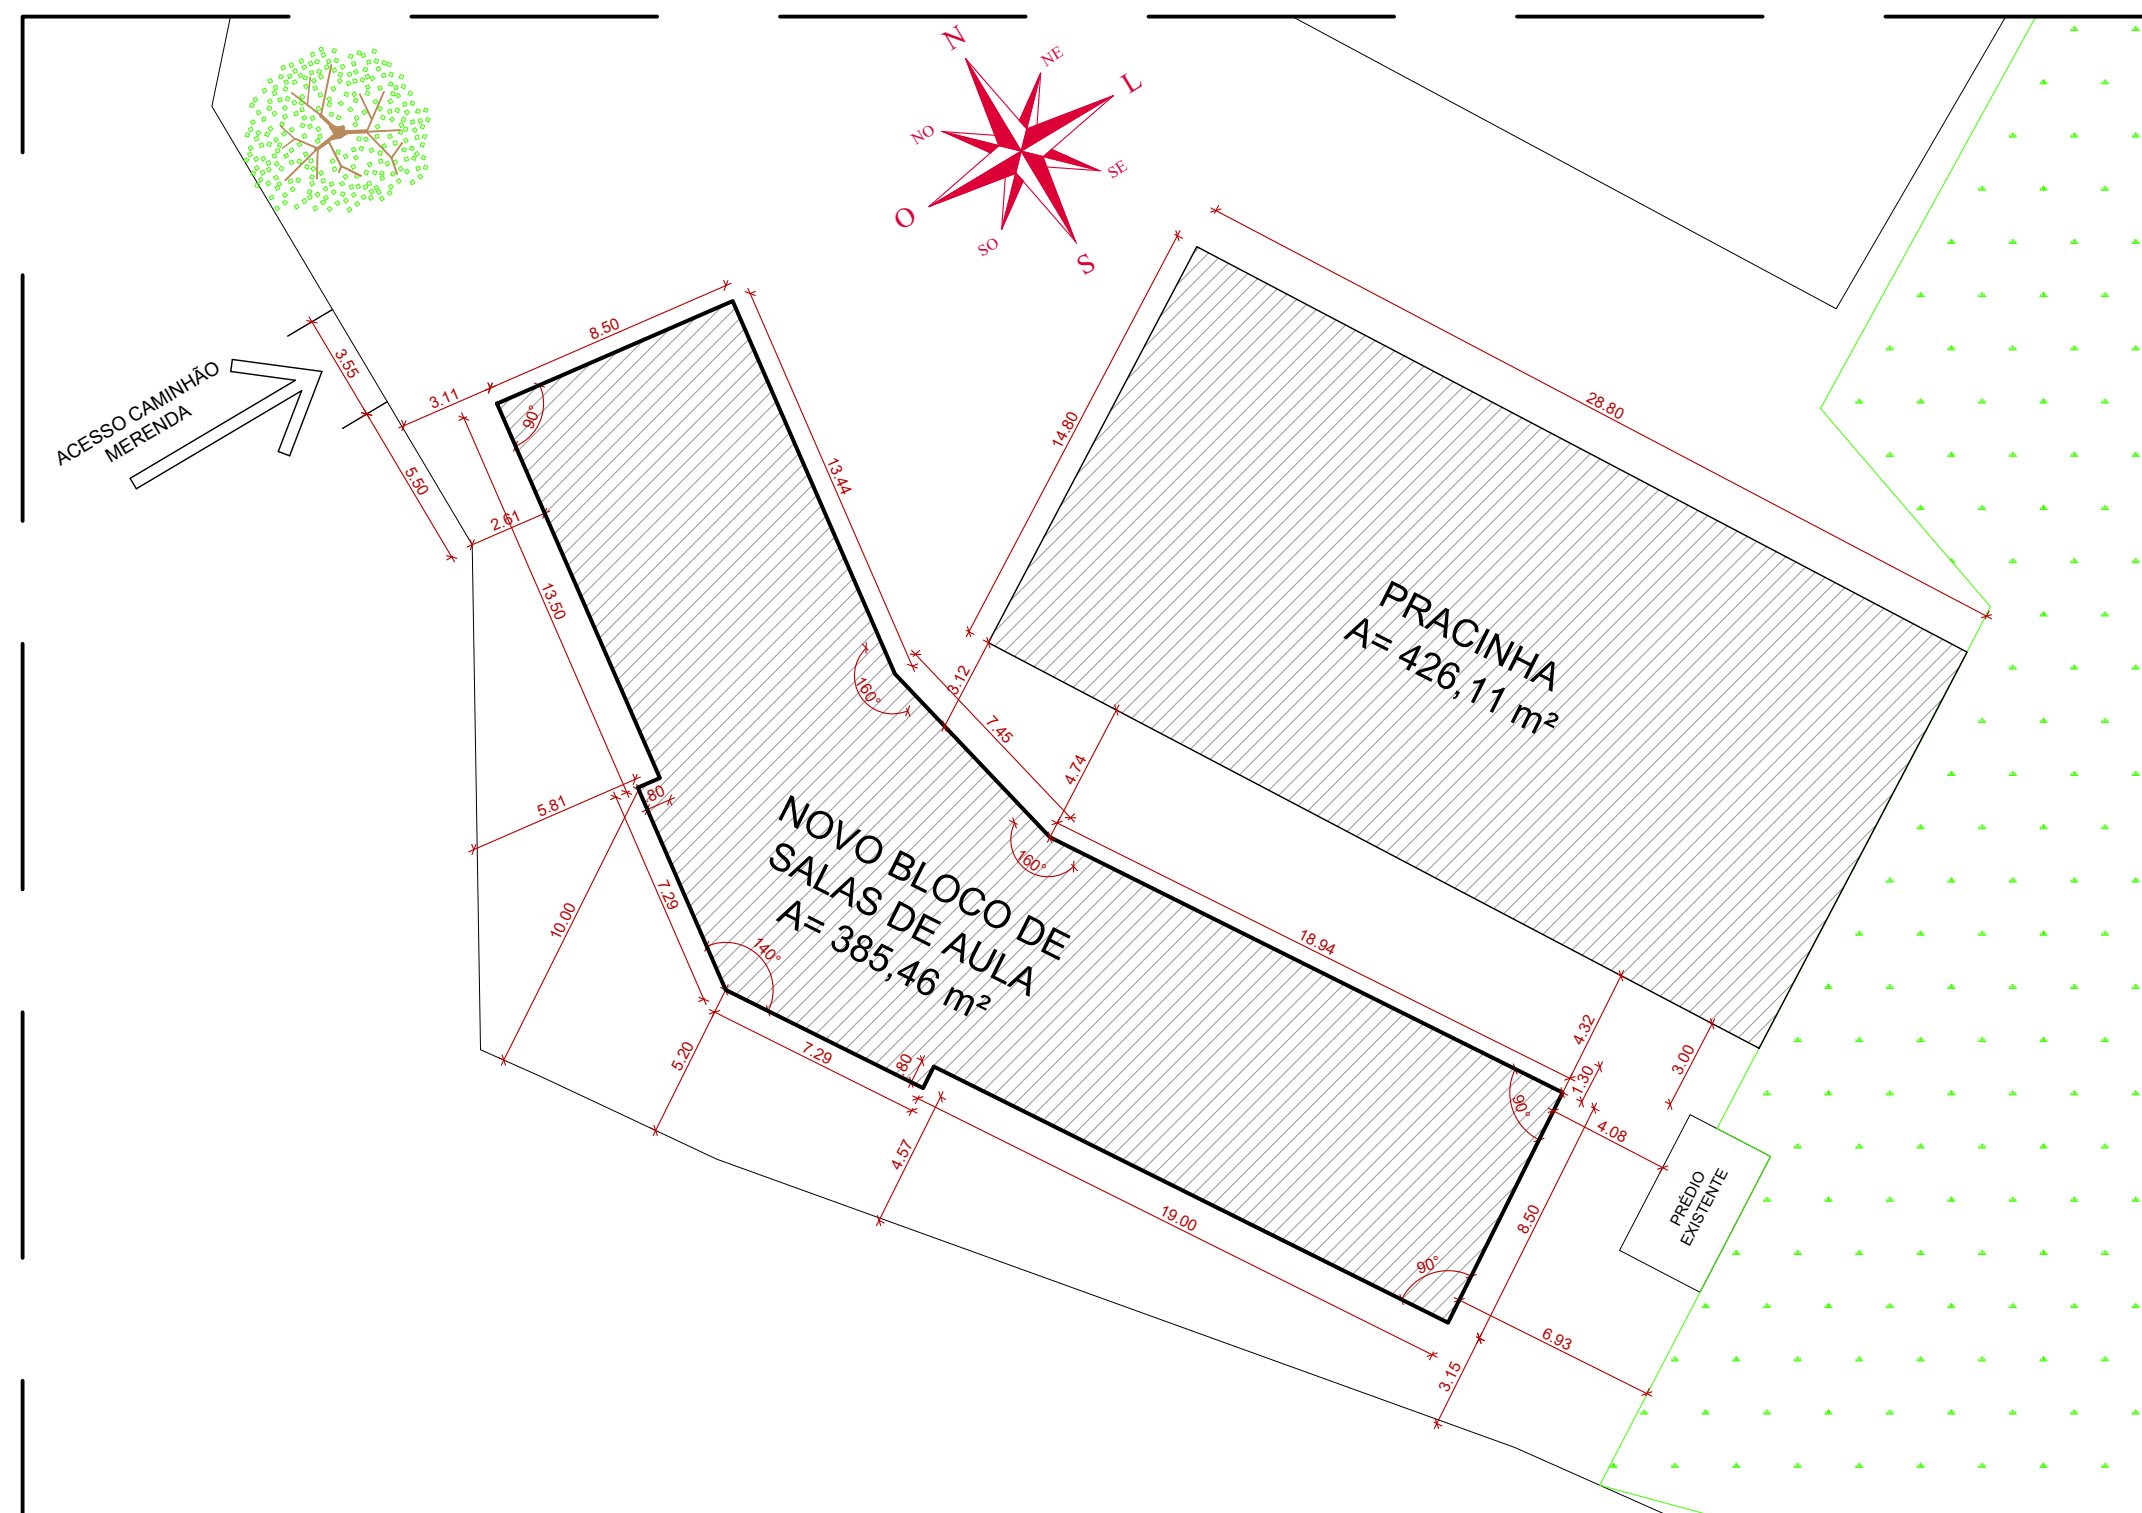 N
NE
L
NO
SE
O
SO
S
8.50
28.80
3.55
ACESSO CAMINHÃO
MERENDA
3.11
90°
14.80
13.44
5.50
2.61
13.50
PRACINHA
A= 426,11 m²
160°
3.12
7.45
4.74
5.81
.80
NOVO BLOCO DE
SALAS DE AULA
A= 385,46 m²
160°
7.29
10.00
140°
18.94
4.32
5.20
7.29
.80
3.00
1.30
90°
4.08
4.57
PRÉDIO
EXISTENTE
19.00
8.50
90°
6.93
3.15